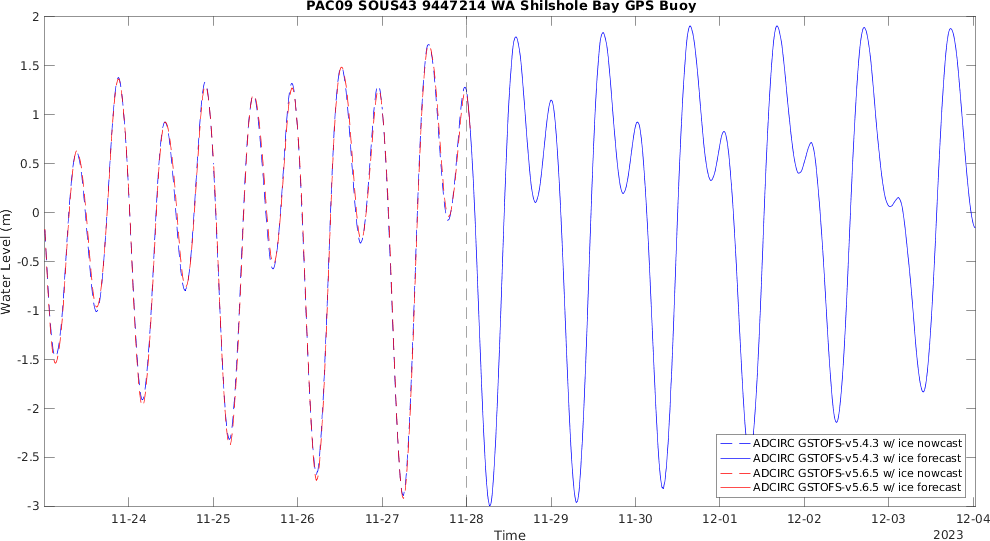 PAC09 SOUS43 9447214 WA Shilshole Bay GPS Buoy
2
1.5
1
0.5
0
-0.5
-1
-1.5
-2
-2.5
-3
Water Level (m)
ADCIRC GSTOFS-v5.4.3 w/ ice nowcast
ADCIRC GSTOFS-v5.4.3 w/ ice forecast
ADCIRC GSTOFS-v5.6.5 w/ ice nowcast
ADCIRC GSTOFS-v5.6.5 w/ ice forecast
11-24 11-25 11-26 11-27 11-28 11-29 11-30 12-01 12-02 12-03 12-04
Time
2023